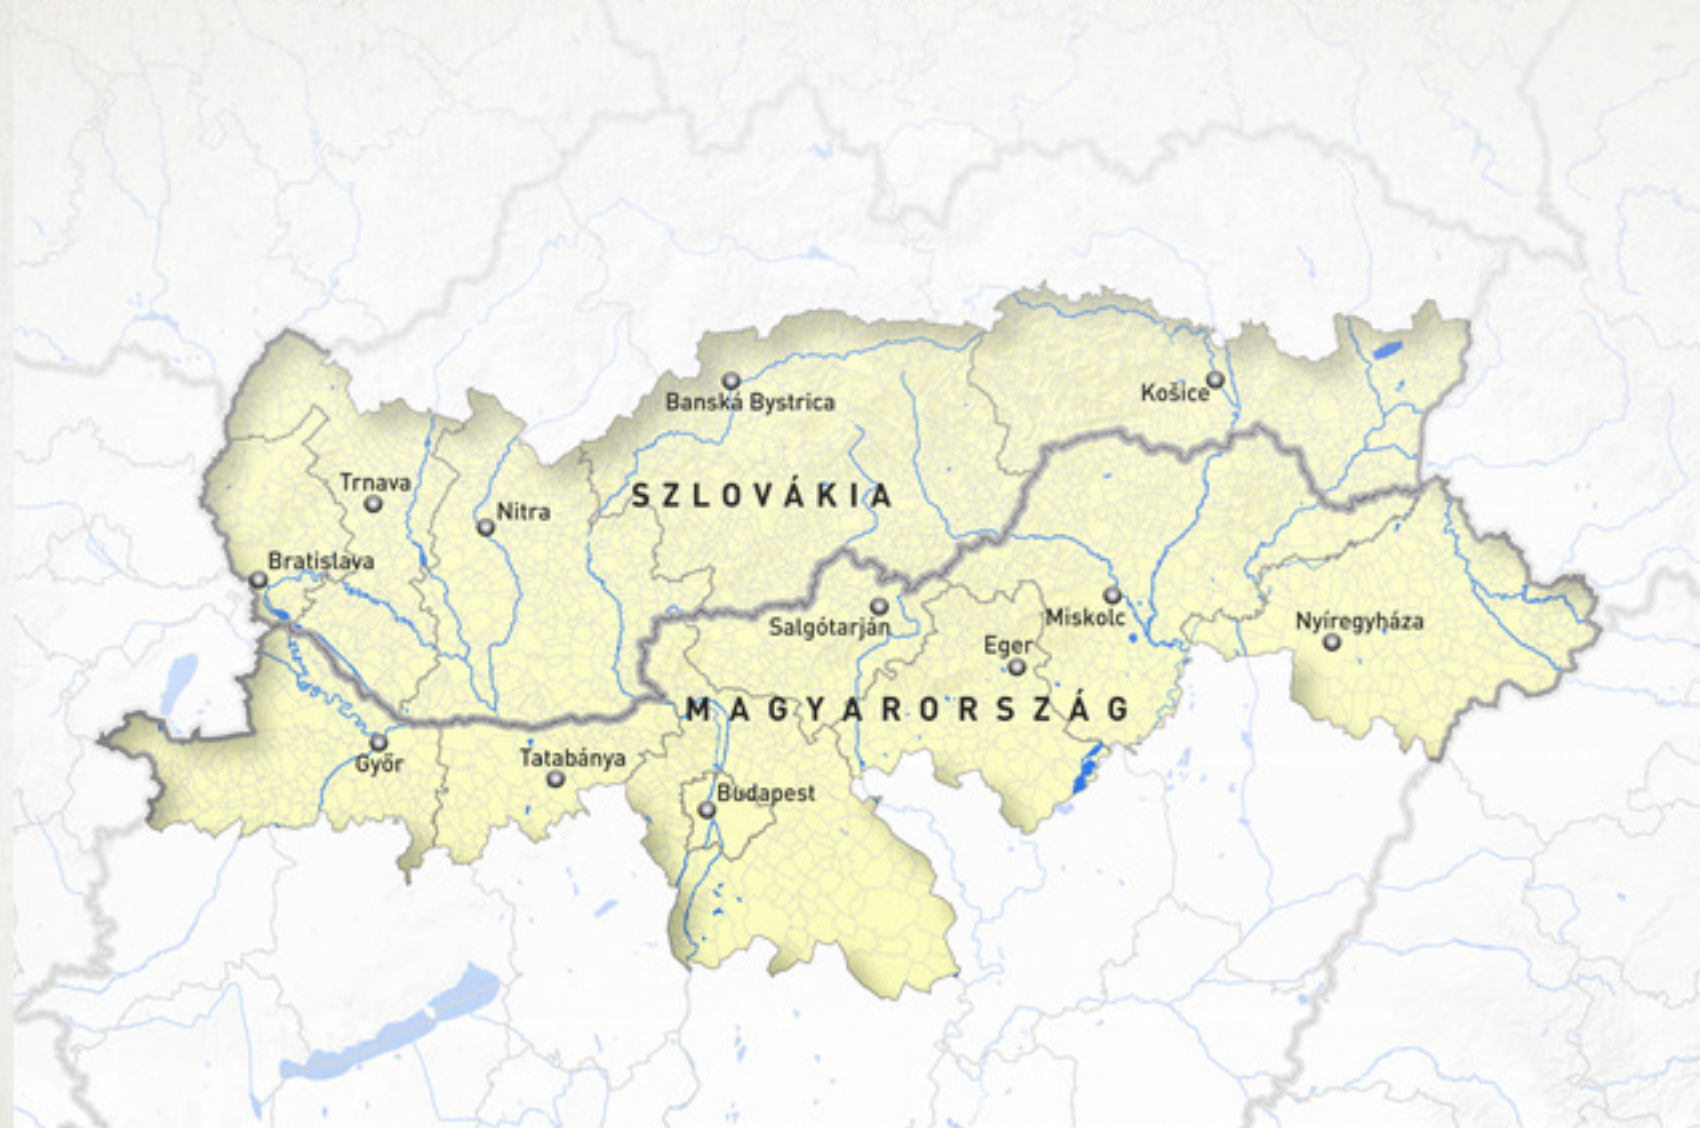 Banská Bystrica
Košice
Trnava
SZLOVÁKIA
Nitra
Bratislava
Salgótarján
Miskolc
Nyíregyháza
Eger
MAGYARORSZÁG
Győr
Tatabánya
Budapest